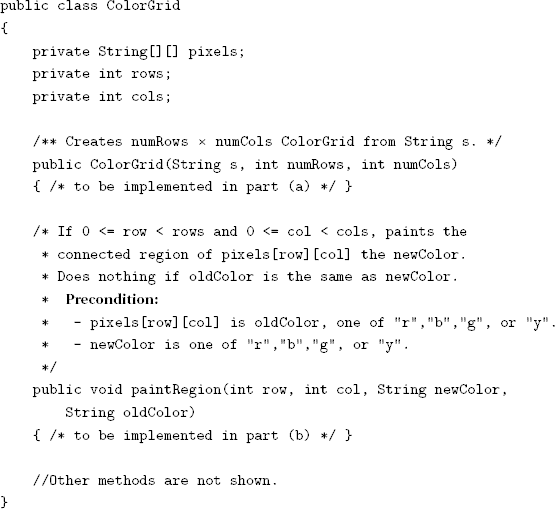 public class ColorGrid
{
    private String[][] pixels;
    private int rows;
    private int cols;

    /** Creates numRows × numCols ColorGrid from String s. */
    public ColorGrid(String s, int numRows, int numCols)
    { /* to be implemented in part (a) */ }

    /* If 0 <= row < rows and 0 <= col < cols, paints the
     * connected region of pixels[row][col] the newColor.
     * Does nothing if oldColor is the same as newColor.
     *  Precondition:
     *   - pixels[row][col] is oldColor, one of "r","b","g", or "y".
     *   - newColor is one of "r","b","g", or "y".
     */
    public void paintRegion(int row, int col, String newColor,
        String oldColor)
    { /* to be implemented in part (b) */ }

    //Other methods are not shown.
}